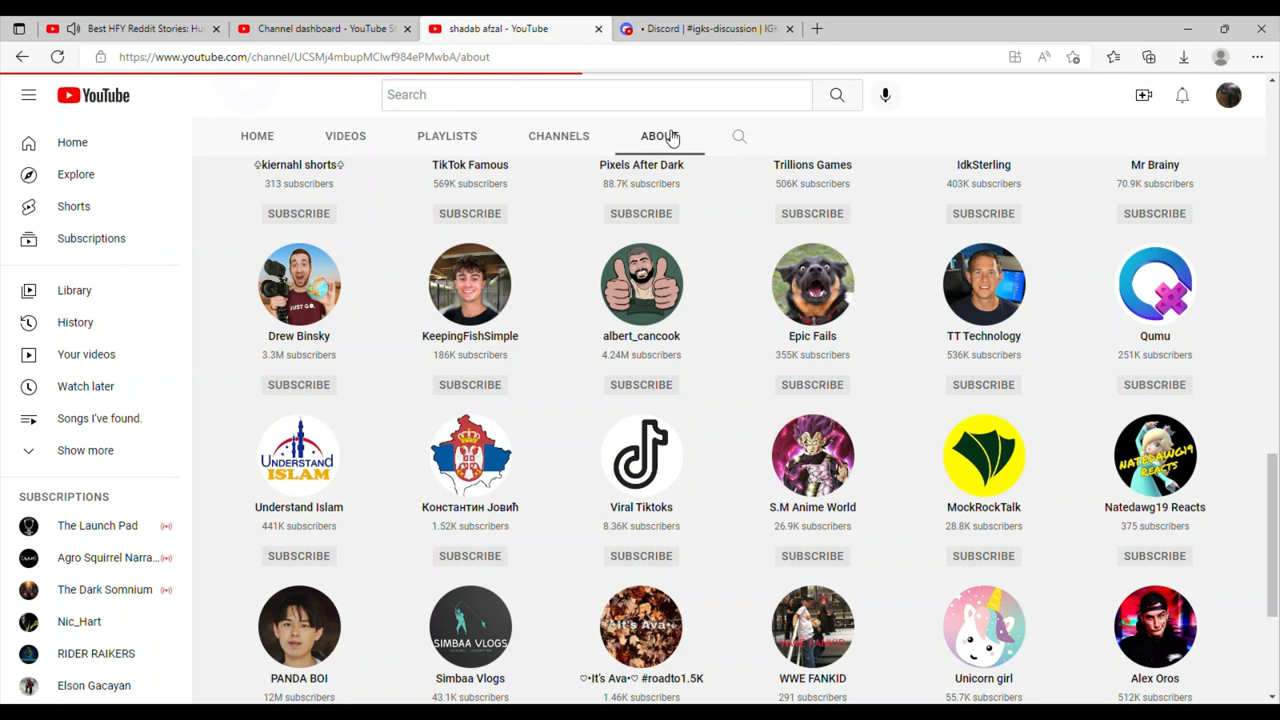 Best HFY Reddit Stories: Hu
Channel dashboard - YouTube S
shadab afzal - YouTube
• Discord | #igks-discussion | IGK
https://www.youtube.com/channel/UCSMj4mbupMClwf984ePMwbA/about
YouTube
Search
HOME VIDEOS PLAYLISTS CHANNELS ABOUT
Home
Explore
Shorts
Subscriptions
Library
History
Your videos
Watch later
Songs I've found.
Show more
SUBSCRIPTIONS
The Launch Pad
Agro Squirrel Narra...
The Dark Somnium
Nic_Hart
RIDER RAIKERS
Elson Gacayan
♤kiernahl shorts♤ TikTok Famous Pixels After Dark Trillions Games IdkSterling Mr Brainy
313 subscribers 569K subscribers 88.7K subscribers 506K subscribers 403K subscribers 70.9K subscribers
SUBSCRIBE SUBSCRIBE SUBSCRIBE SUBSCRIBE SUBSCRIBE SUBSCRIBE
JUST GO.
Drew Binsky KeepingFishSimple albert_cancook Epic Fails TT Technology Qumu
3.3M subscribers 186K subscribers 4.24M subscribers 355K subscribers 536K subscribers 251K subscribers
SUBSCRIBE SUBSCRIBE SUBSCRIBE SUBSCRIBE SUBSCRIBE SUBSCRIBE
UNDERSTAND
ISLAM
NATEDAWG19
REACTS
Understand Islam Константин Јовић Viral Tiktoks S.M Anime World MockRockTalk Natedawg19 Reacts
441K subscribers 1.52K subscribers 8.36K subscribers 26.9K subscribers 28.8K subscribers 375 subscribers
SUBSCRIBE SUBSCRIBE SUBSCRIBE SUBSCRIBE SUBSCRIBE SUBSCRIBE
SIMBAA VLOGS
It's Ava
WWE FANKID
PANDA BOI Simbaa Vlogs ♡•It's Ava•♡ #roadto1.5K WWE FANKID Unicorn girl Alex Oros
12M subscribers 43.1K subscribers 1.46K subscribers 291 subscribers 55.7K subscribers 512K subscribers